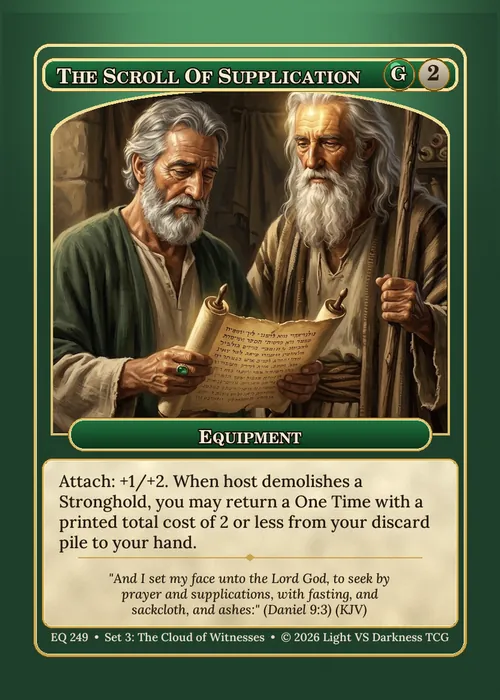 The Scroll Of Supplication G 2
Equipment
Attach: +1/+2. When host demolishes a
Stronghold, you may return a One Time with a
printed total cost of 2 or less from your discard
pile to your hand.
"And I set my face unto the Lord God, to seek by
prayer and supplications, with fasting, and
sackcloth, and ashes:" (Daniel 9:3) (KJV)
EQ 249 • Set 3: The Cloud of Witnesses • © 2026 Light VS Darkness TCG